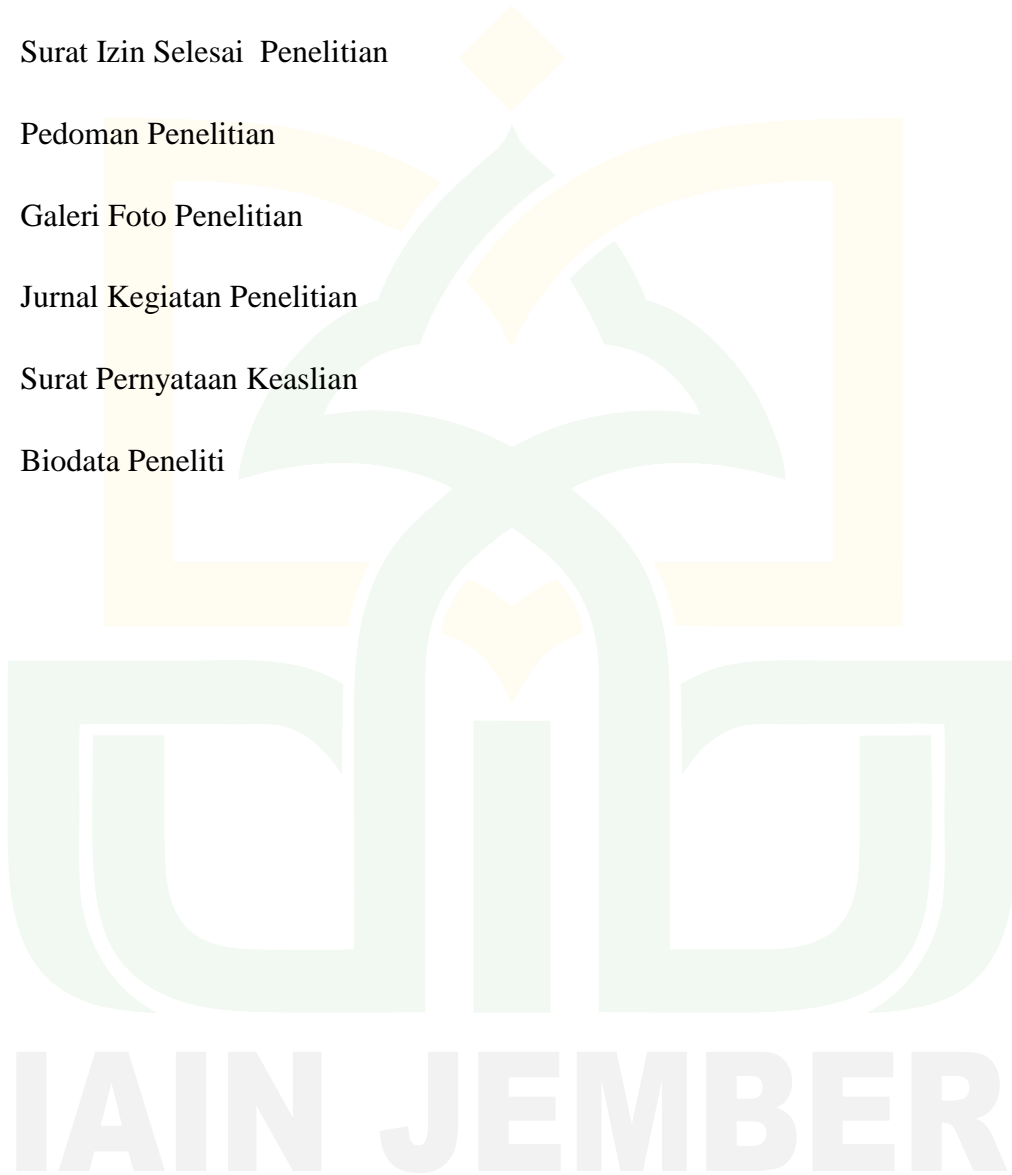 Surat Izin Selesai  Penelitian
Pedoman Penelitian
Galeri Foto Penelitian
Jurnal Kegiatan Penelitian
Surat Pernyataan Keaslian
Biodata Peneliti
IAIN JEMBER